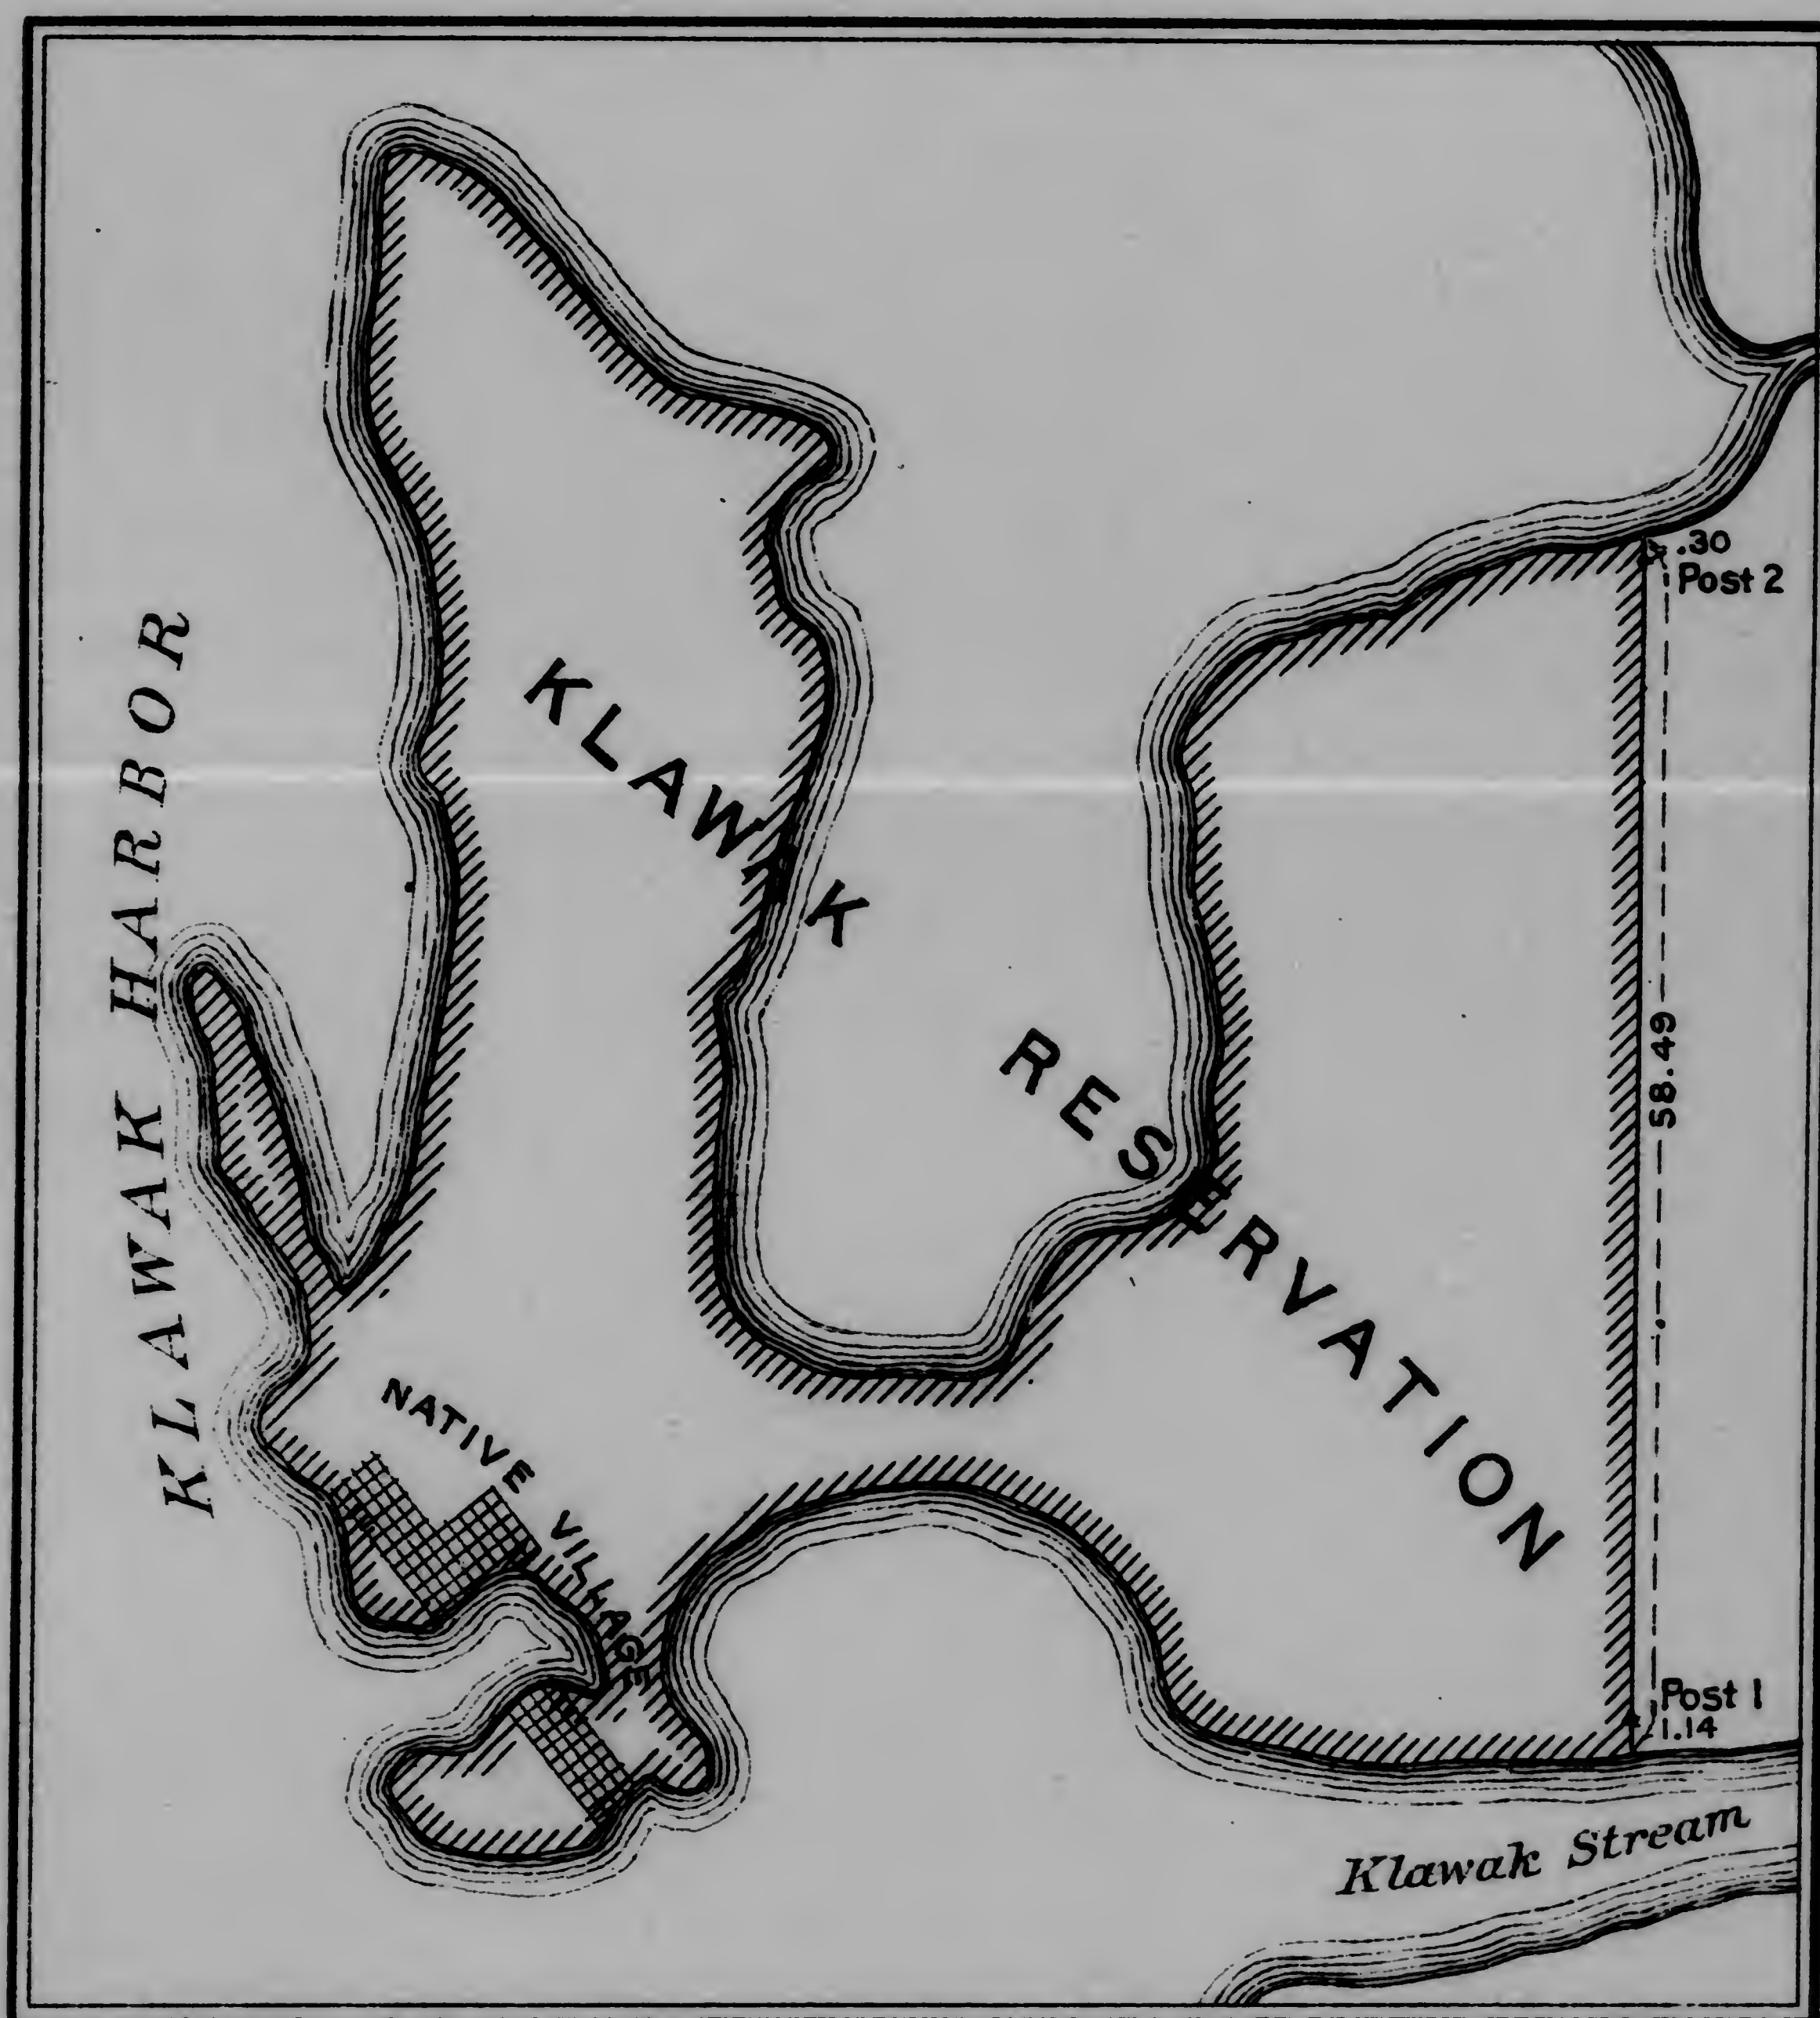 KLAWAK HARBOR
KLAWAK RESERVATION
.30
Post 2
58.49
NATIVE VILLAGE
Post 1
1.14
Klawak Stream